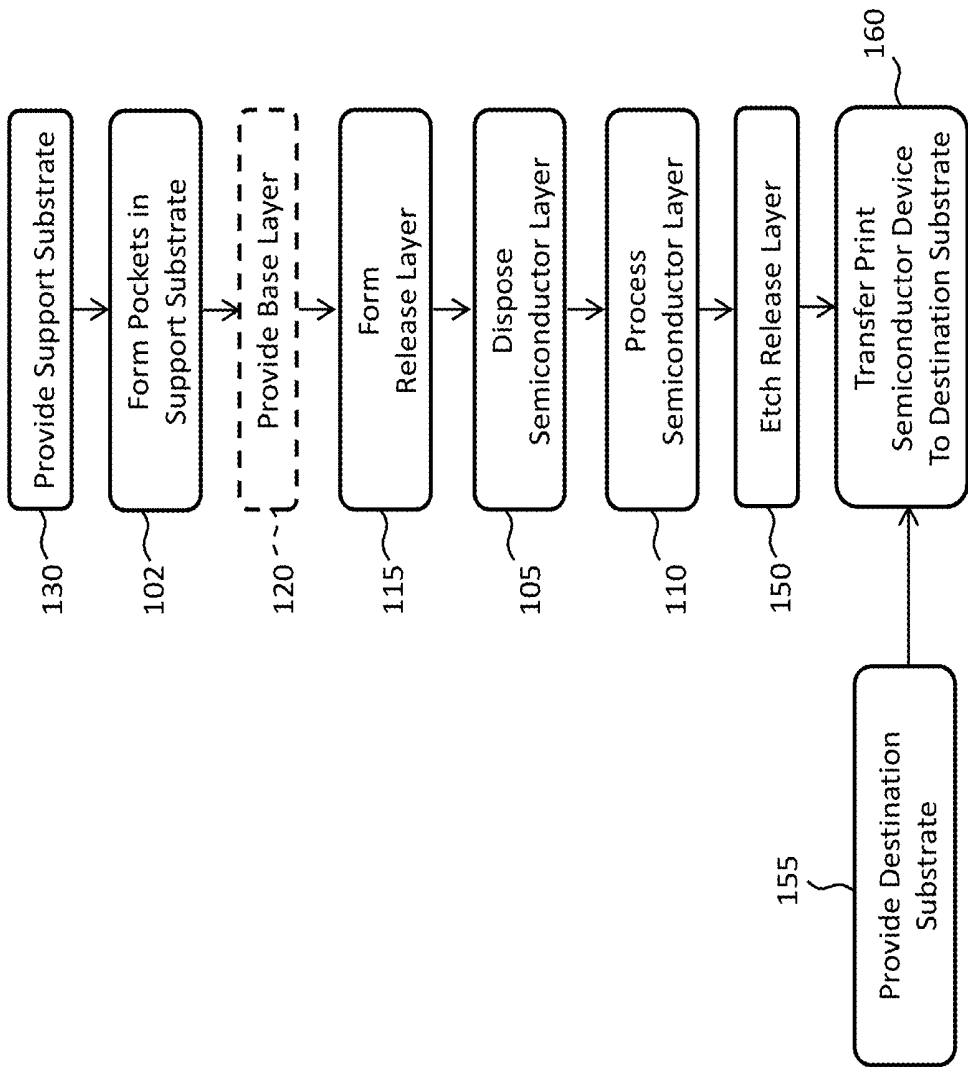 130
Provide Support Substrate
102
Form Pockets in
Support Substrate
120
Provide Base Layer
115
Form
Release Layer
105
Dispose
Semiconductor Layer
110
Process
Semiconductor Layer
150
Etch Release Layer
155
Provide Destination
Substrate
160
Transfer Print
Semiconductor Device
To Destination Substrate